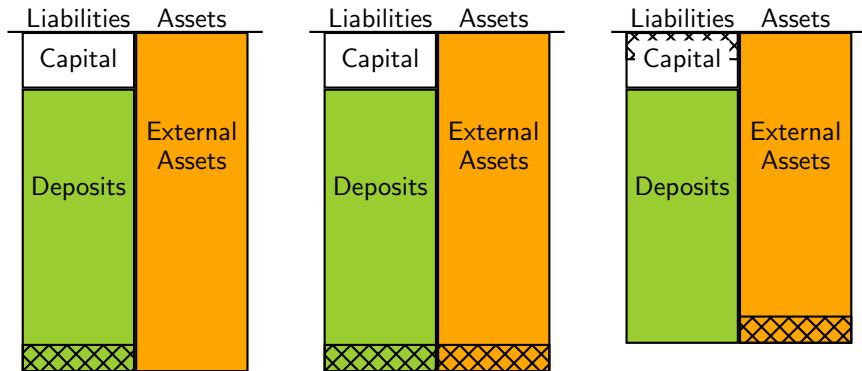 Liabilities Assets
Capital
External
Assets
Deposits
Liabilities Assets
Capital
External
Assets
Deposits
Liabilities Assets
Capital
External
Assets
Deposits